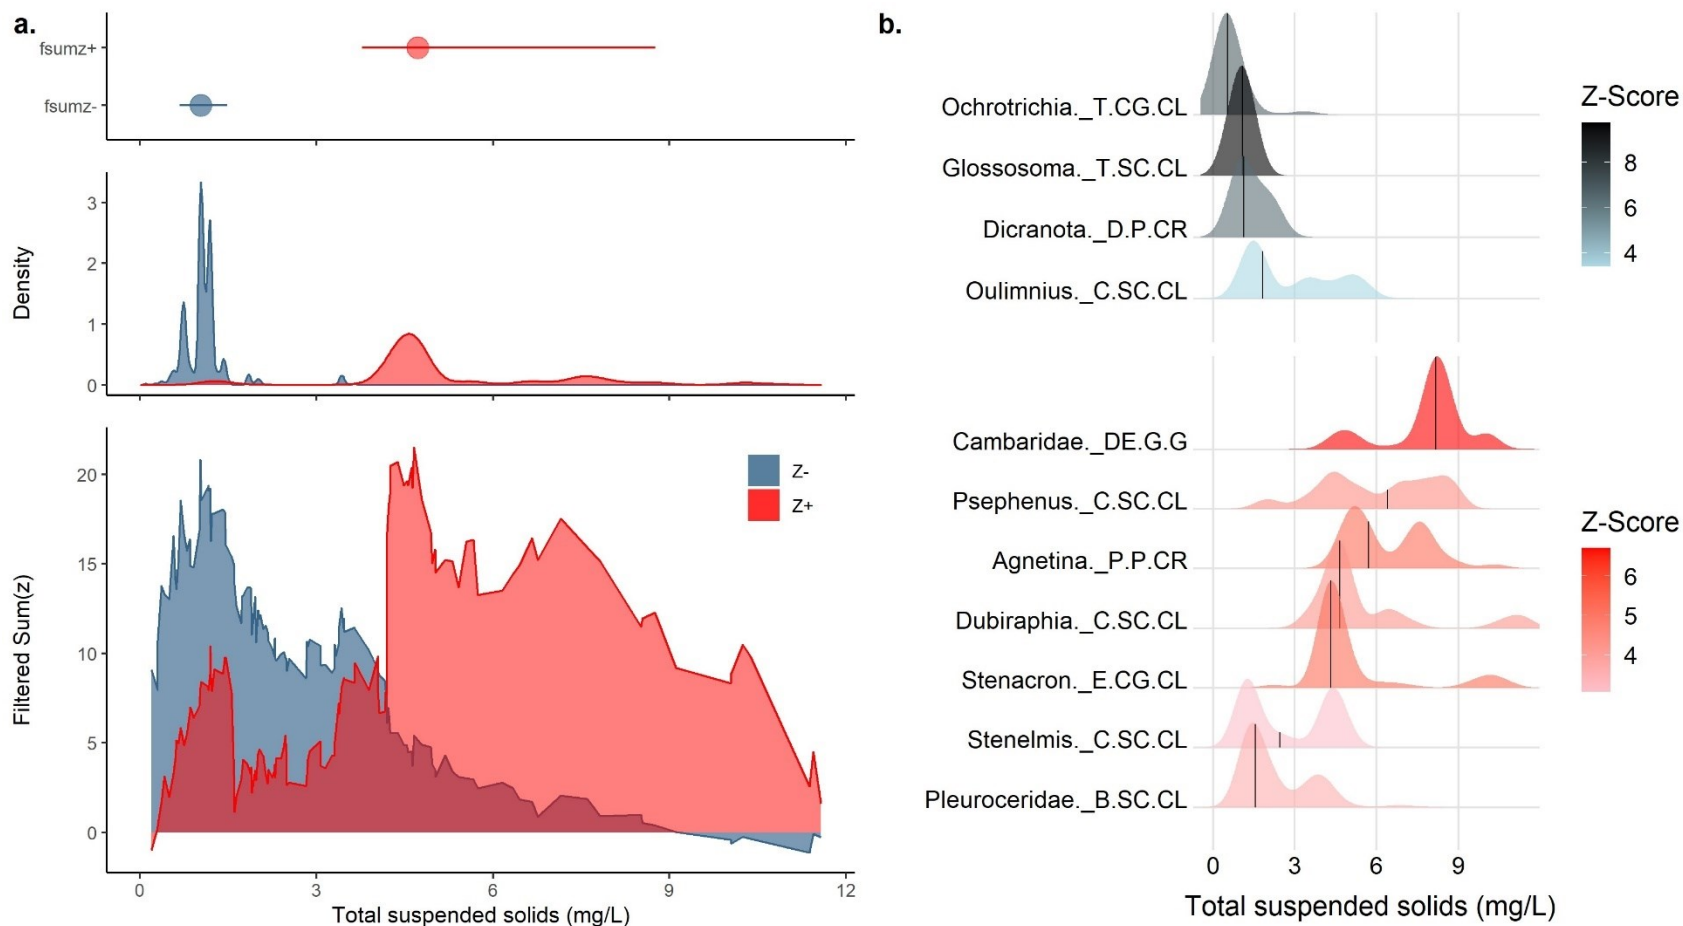 a.
fsumz+
fsumz-
Density
3
2
1
0
Filtered Sum(z)
20
15
10
5
0
Z-
Z+
0 3 6 9 12
Total suspended solids (mg/L)
b.
Ochrotrichia._T.CG.CL
Glossosoma._T.SC.CL
Dicranota._D.P.CR
Oulimnius._C.SC.CL
Cambaridae._DE.G.G
Psephenus._C.SC.CL
Agnetina._P.P.CR
Dubiraphia._C.SC.CL
Stenacron._E.CG.CL
Stenelmis._C.SC.CL
Pleuroceridae._B.SC.CL
0 3 6 9
Total suspended solids (mg/L)
Z-Score
8
6
4
Z-Score
6
5
4